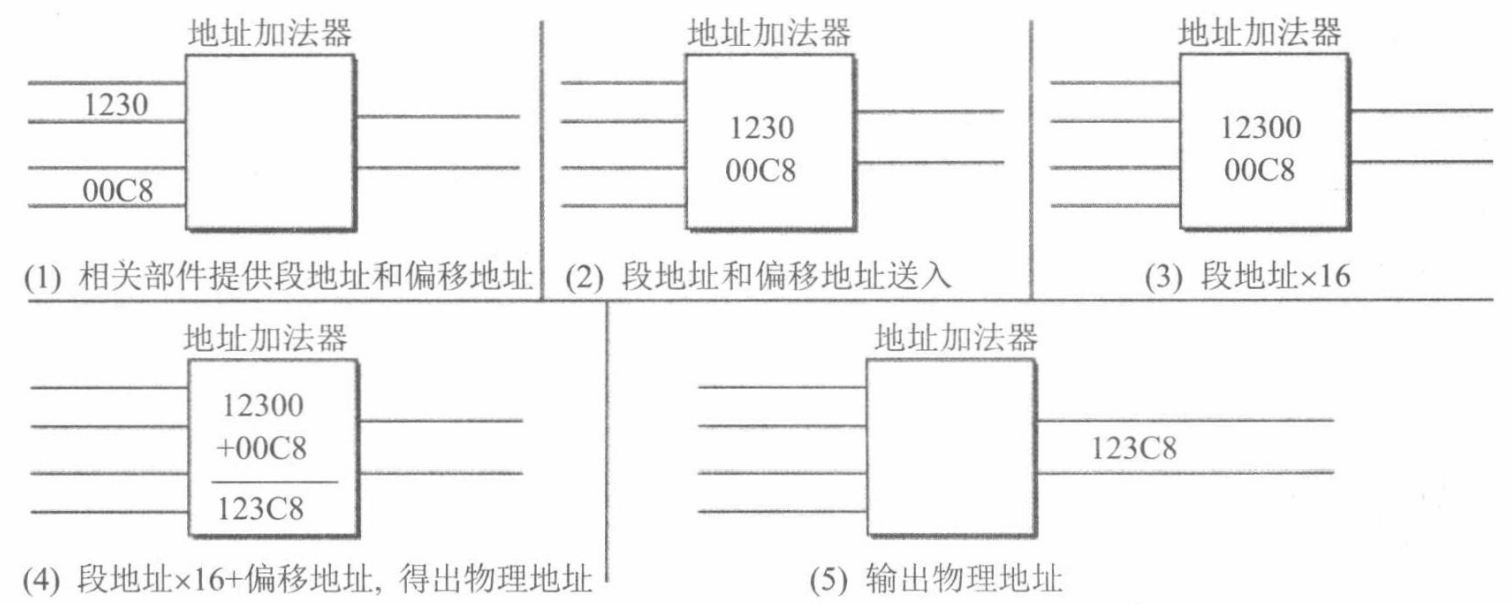 地址加法器
1230
00C8
(1) 相关部件提供段地址和偏移地址
地址加法器
1230
00C8
(2) 段地址和偏移地址送入
地址加法器
12300
00C8
(3) 段地址×16
地址加法器
12300
+00C8
123C8
(4) 段地址×16+偏移地址, 得出物理地址
地址加法器
123C8
(5) 输出物理地址